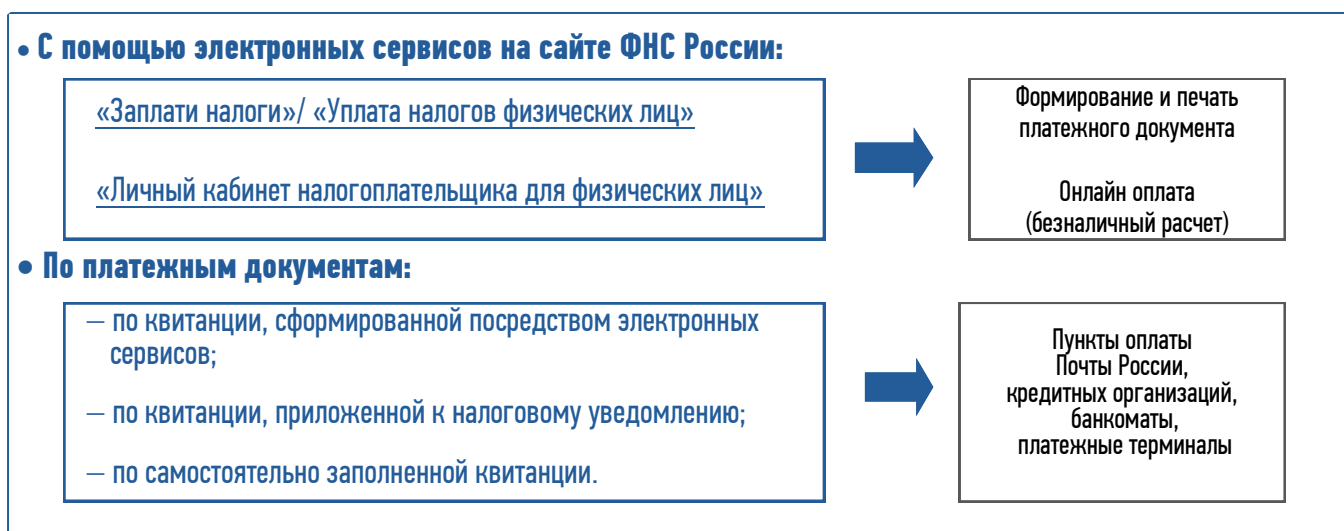 • С помощью электронных сервисов на сайте ФНС России:
«Заплати налоги»/ «Уплата налогов физических лиц»
«Личный кабинет налогоплательщика для физических лиц»
Формирование и печать
платежного документа
Онлайн оплата
(безналичный расчет)
• По платежным документам:
— по квитанции, сформированной посредством электронных
сервисов;
— по квитанции, приложенной к налоговому уведомлению;
— по самостоятельно заполненной квитанции.
Пункты оплаты
Почты России,
кредитных организаций,
банкоматы,
платежные терминалы